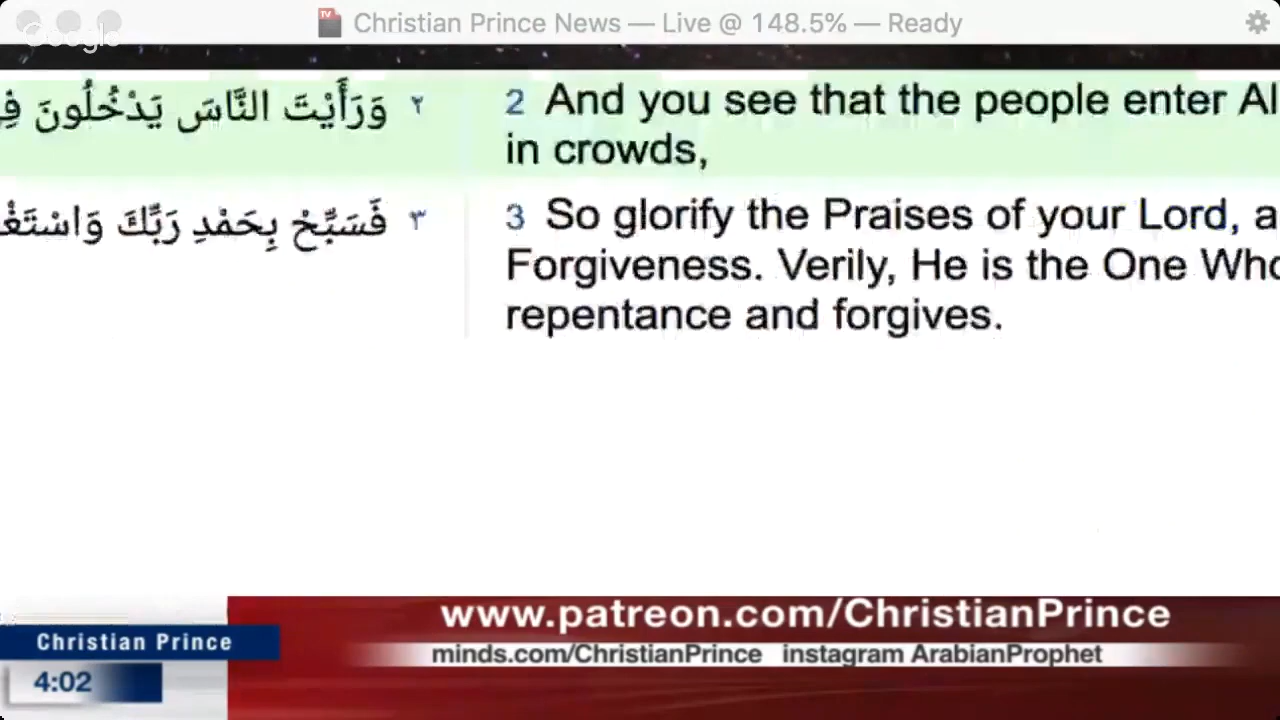 Christian Prince News — Live @ 148.5% — Ready
Google
وَرَأَيْتَ النَّاسَ يَدْخُلُونَ ٢
2 And you see that the people enter
in crowds,
فَسَبِّحْ بِحَمْدِ رَبِّكَ ٣
3 So glorify the Praises of your Lord,
Forgiveness. Verily, He is the One
repentance and forgives.
www.patreon.com/ChristianPrince
minds.com/ChristianPrince instagram ArabianProphet
Christian Prince
4:02